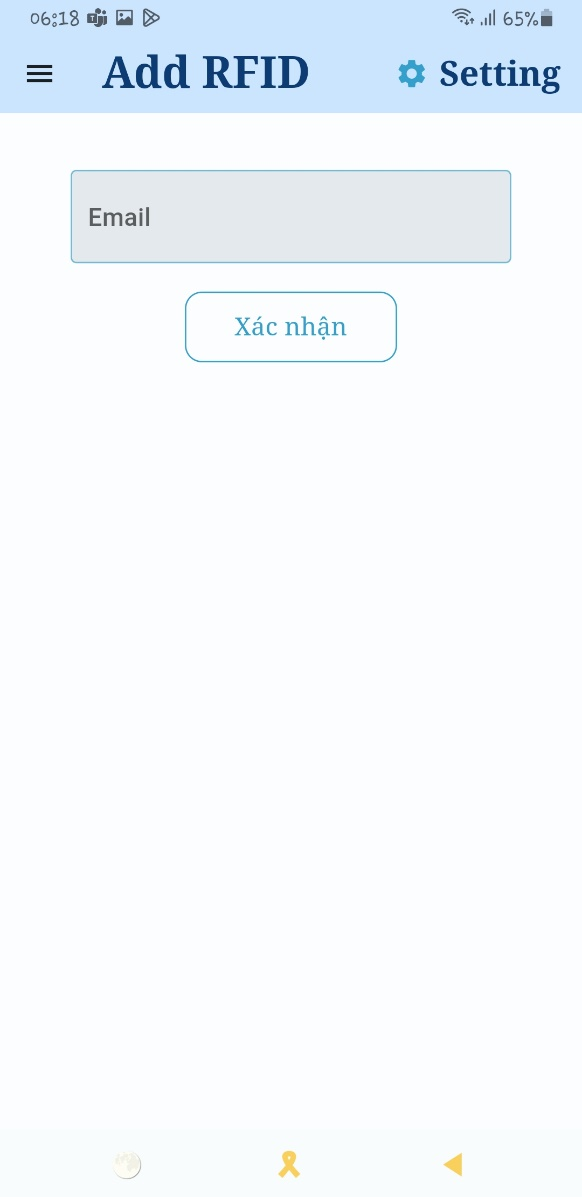 06:18 65%
Add RFID Setting
Email
Xác nhận